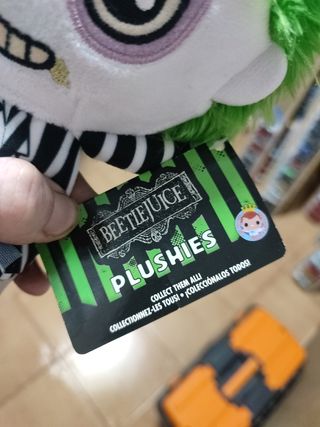 BEETLEJUICE
PLUSHIES
COLLECT THEM ALL!
COLLECTIONNEZ-LES TOUS! • ¡COLECCIÓNALOS TODOS!